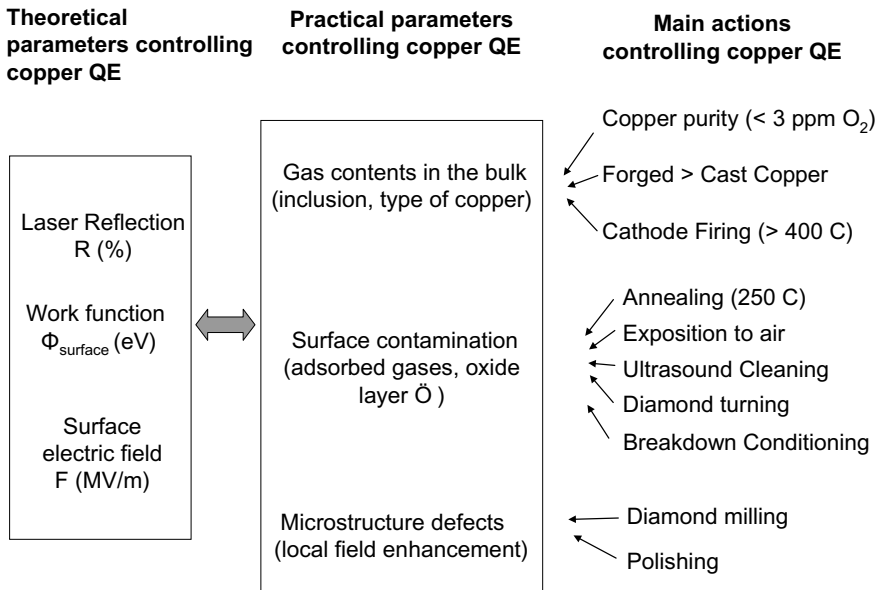 Theoretical
parameters controlling
copper QE
Practical parameters
controlling copper QE
Main actions
controlling copper QE
Laser Reflection
R (%)
Work function
Φsurface (eV)
Surface
electric field
F (MV/m)
Gas contents in the bulk
(inclusion, type of copper)
Surface contamination
(adsorbed gases, oxide
layer Ö )
Microstructure defects
(local field enhancement)
Copper purity (< 3 ppm O2)
Forged > Cast Copper
Cathode Firing (> 400 C)
Annealing (250 C)
Exposition to air
Ultrasound Cleaning
Diamond turning
Breakdown Conditioning
Diamond milling
Polishing